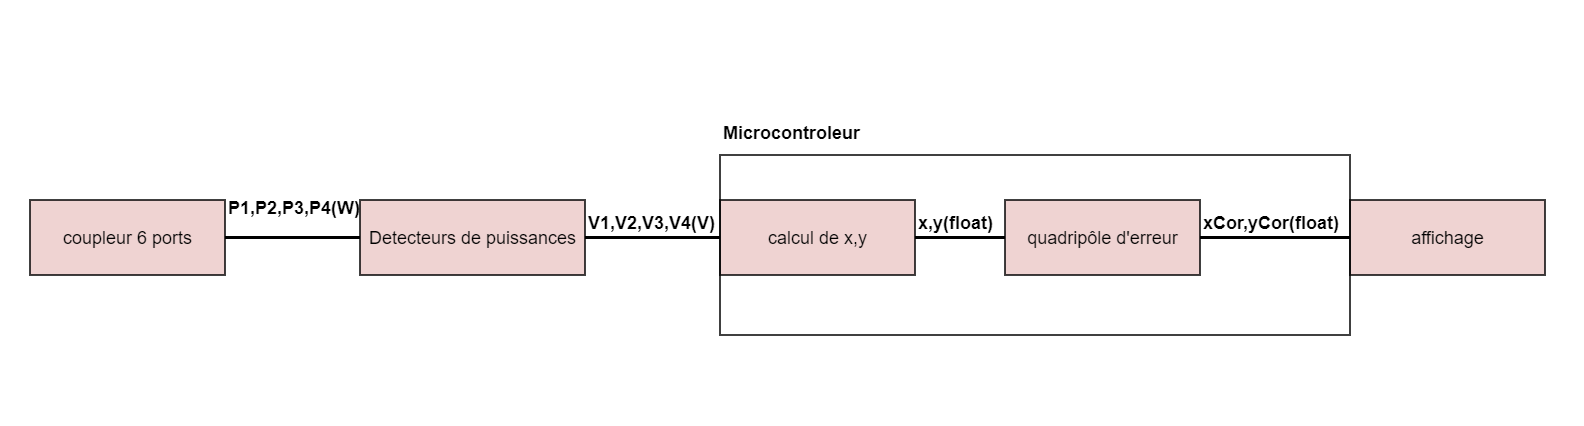 Microcontroleur
coupleur 6 ports
P1,P2,P3,P4(W)
Detecteurs de puissances
V1,V2,V3,V4(V)
calcul de x,y
x,y(float)
quadripôle d'erreur
xCor,yCor(float)
affichage